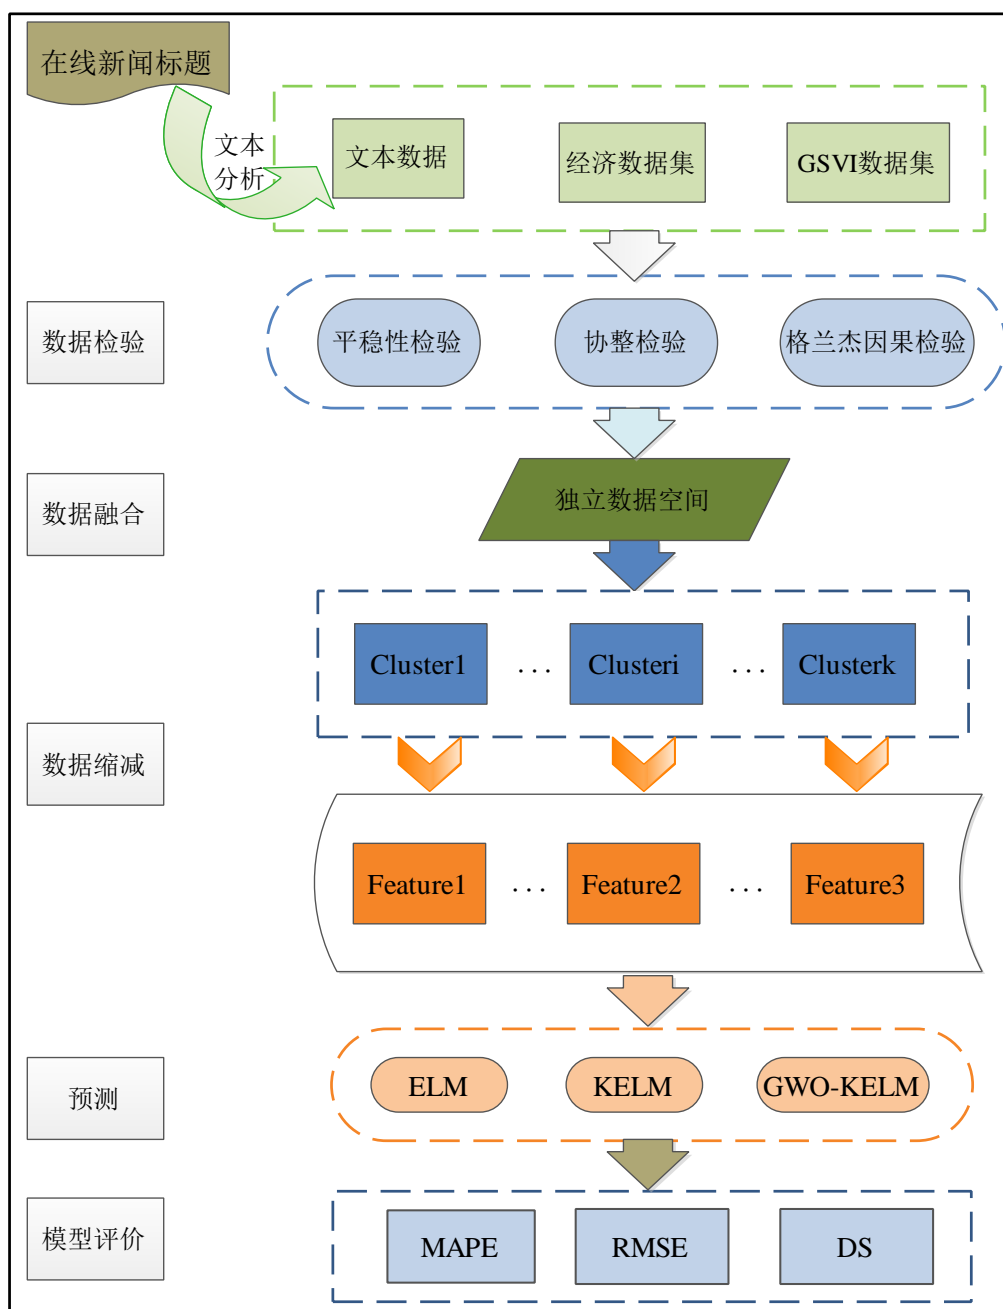 在线新闻标题
文本
分析
文本数据
经济数据集
GSVI数据集
数据检验
平稳性检验
协整检验
格兰杰因果检验
数据融合
独立数据空间
Cluster1 ... Clusteri ... Clusterk
数据缩减
Feature1 ... Feature2 ... Feature3
预测
ELM
KELM
GWO-KELM
模型评价
MAPE
RMSE
DS